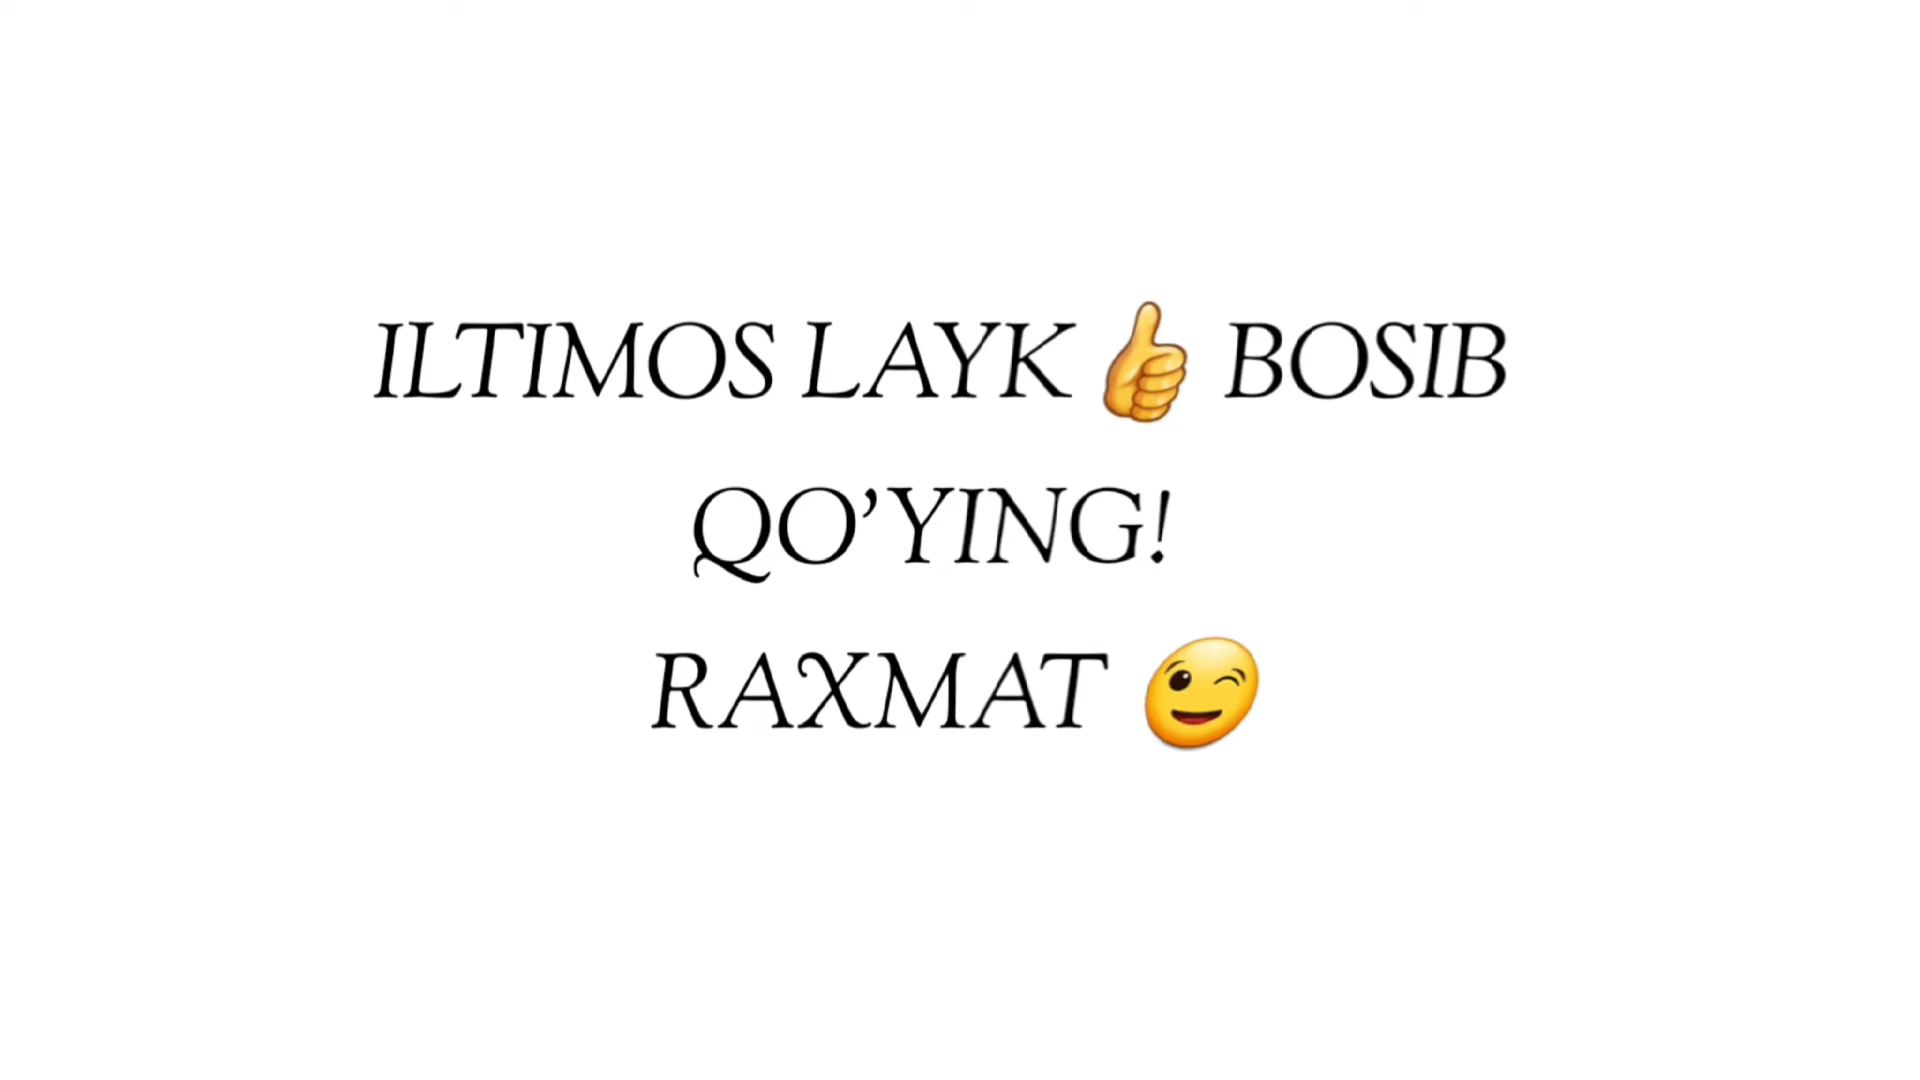 ILTIMOS LAYK 👍 BOSIB
QO’YING!
RAXMAT 😉